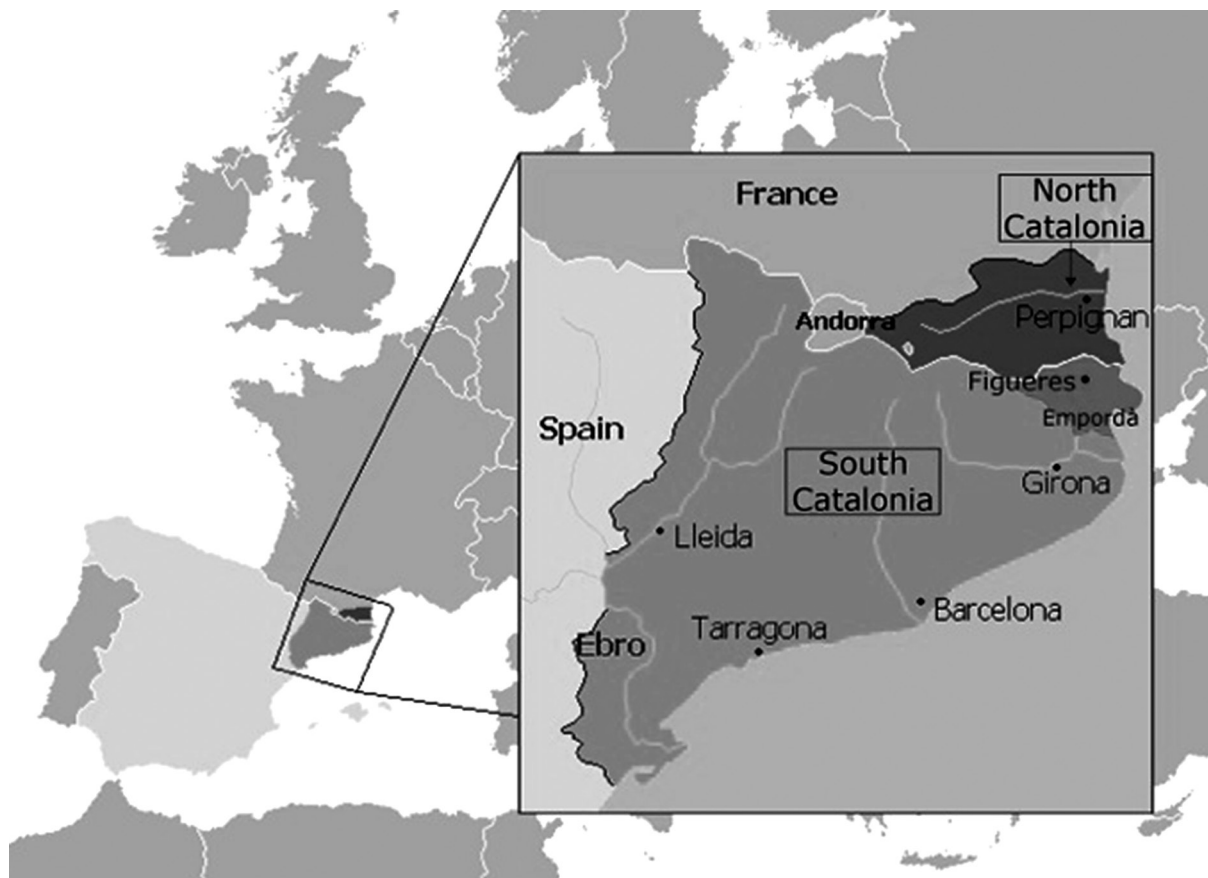 France
North
Catalonia
Andorra
Perpignan
Figueres
Empordà
Spain
South
Catalonia
Girona
Lleida
Barcelona
Tarragona
Ebro